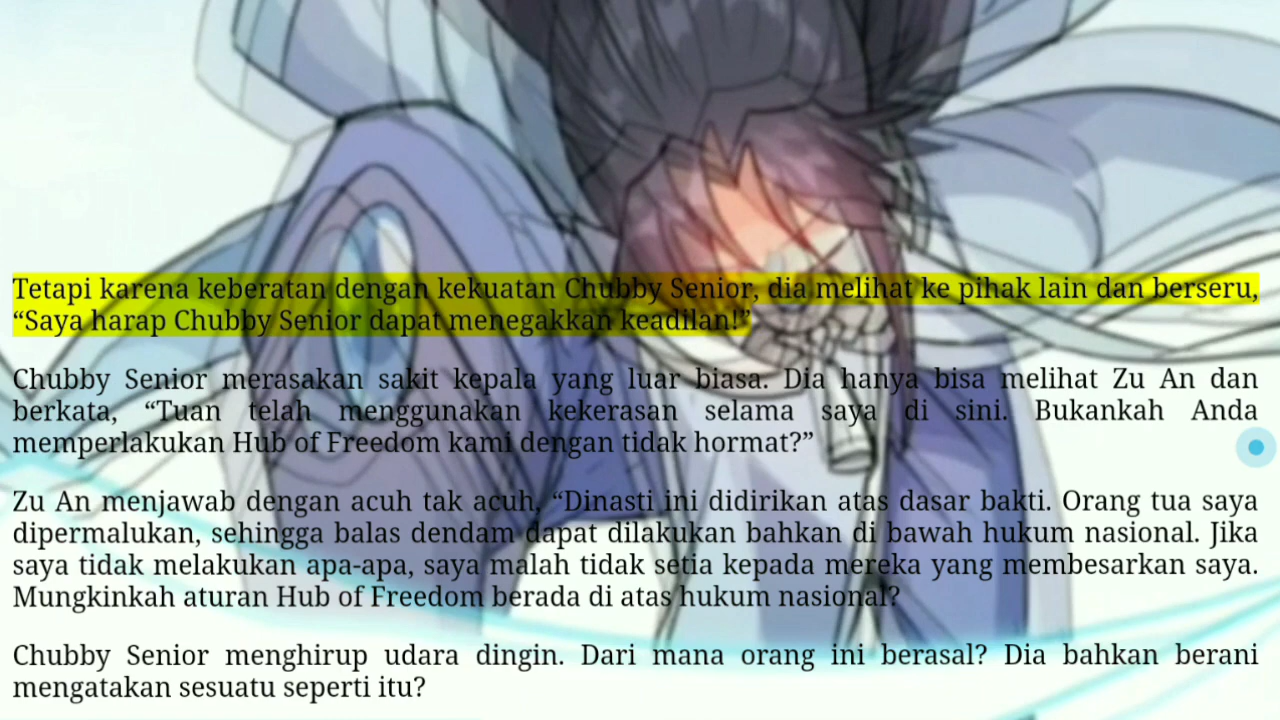 Tetapi karena keberatan dengan kekuatan Chubby Senior, dia melihat ke pihak lain dan berseru,
“Saya harap Chubby Senior dapat menegakkan keadilan!”
Chubby Senior merasakan sakit kepala yang luar biasa. Dia hanya bisa melihat Zu An dan
berkata, “Tuan telah menggunakan kekerasan selama saya di sini. Bukankah Anda
memperlakukan Hub of Freedom kami dengan tidak hormat?”
Zu An menjawab dengan acuh tak acuh, “Dinasti ini didirikan atas dasar bakti. Orang tua saya
dipermalukan, sehingga balas dendam dapat dilakukan bahkan di bawah hukum nasional. Jika
saya tidak melakukan apa-apa, saya malah tidak setia kepada mereka yang membesarkan saya.
Mungkinkah aturan Hub of Freedom berada di atas hukum nasional?
Chubby Senior menghirup udara dingin. Dari mana orang ini berasal? Dia bahkan berani
mengatakan sesuatu seperti itu?